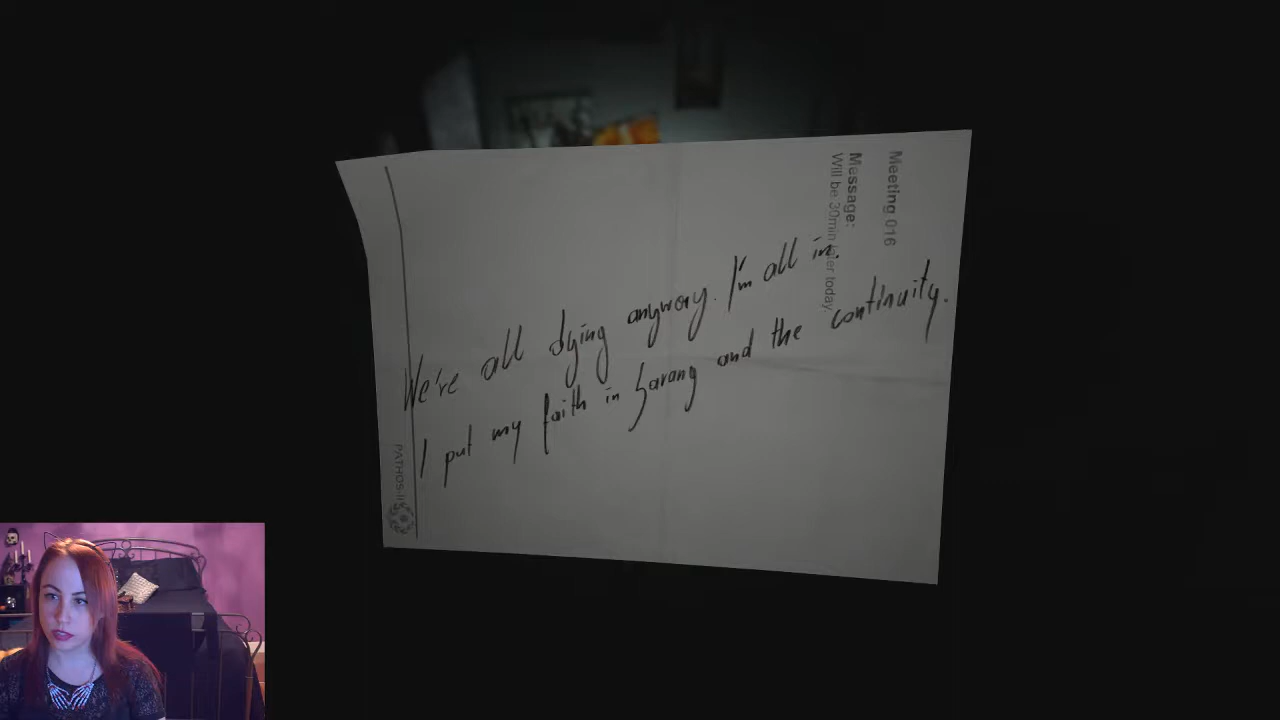 We're all dying anyway. I'm all in.
I put my faith in Sarang and the continuity.
Meeting 016
Message:
Will be 30min later today.
PATHOS-II